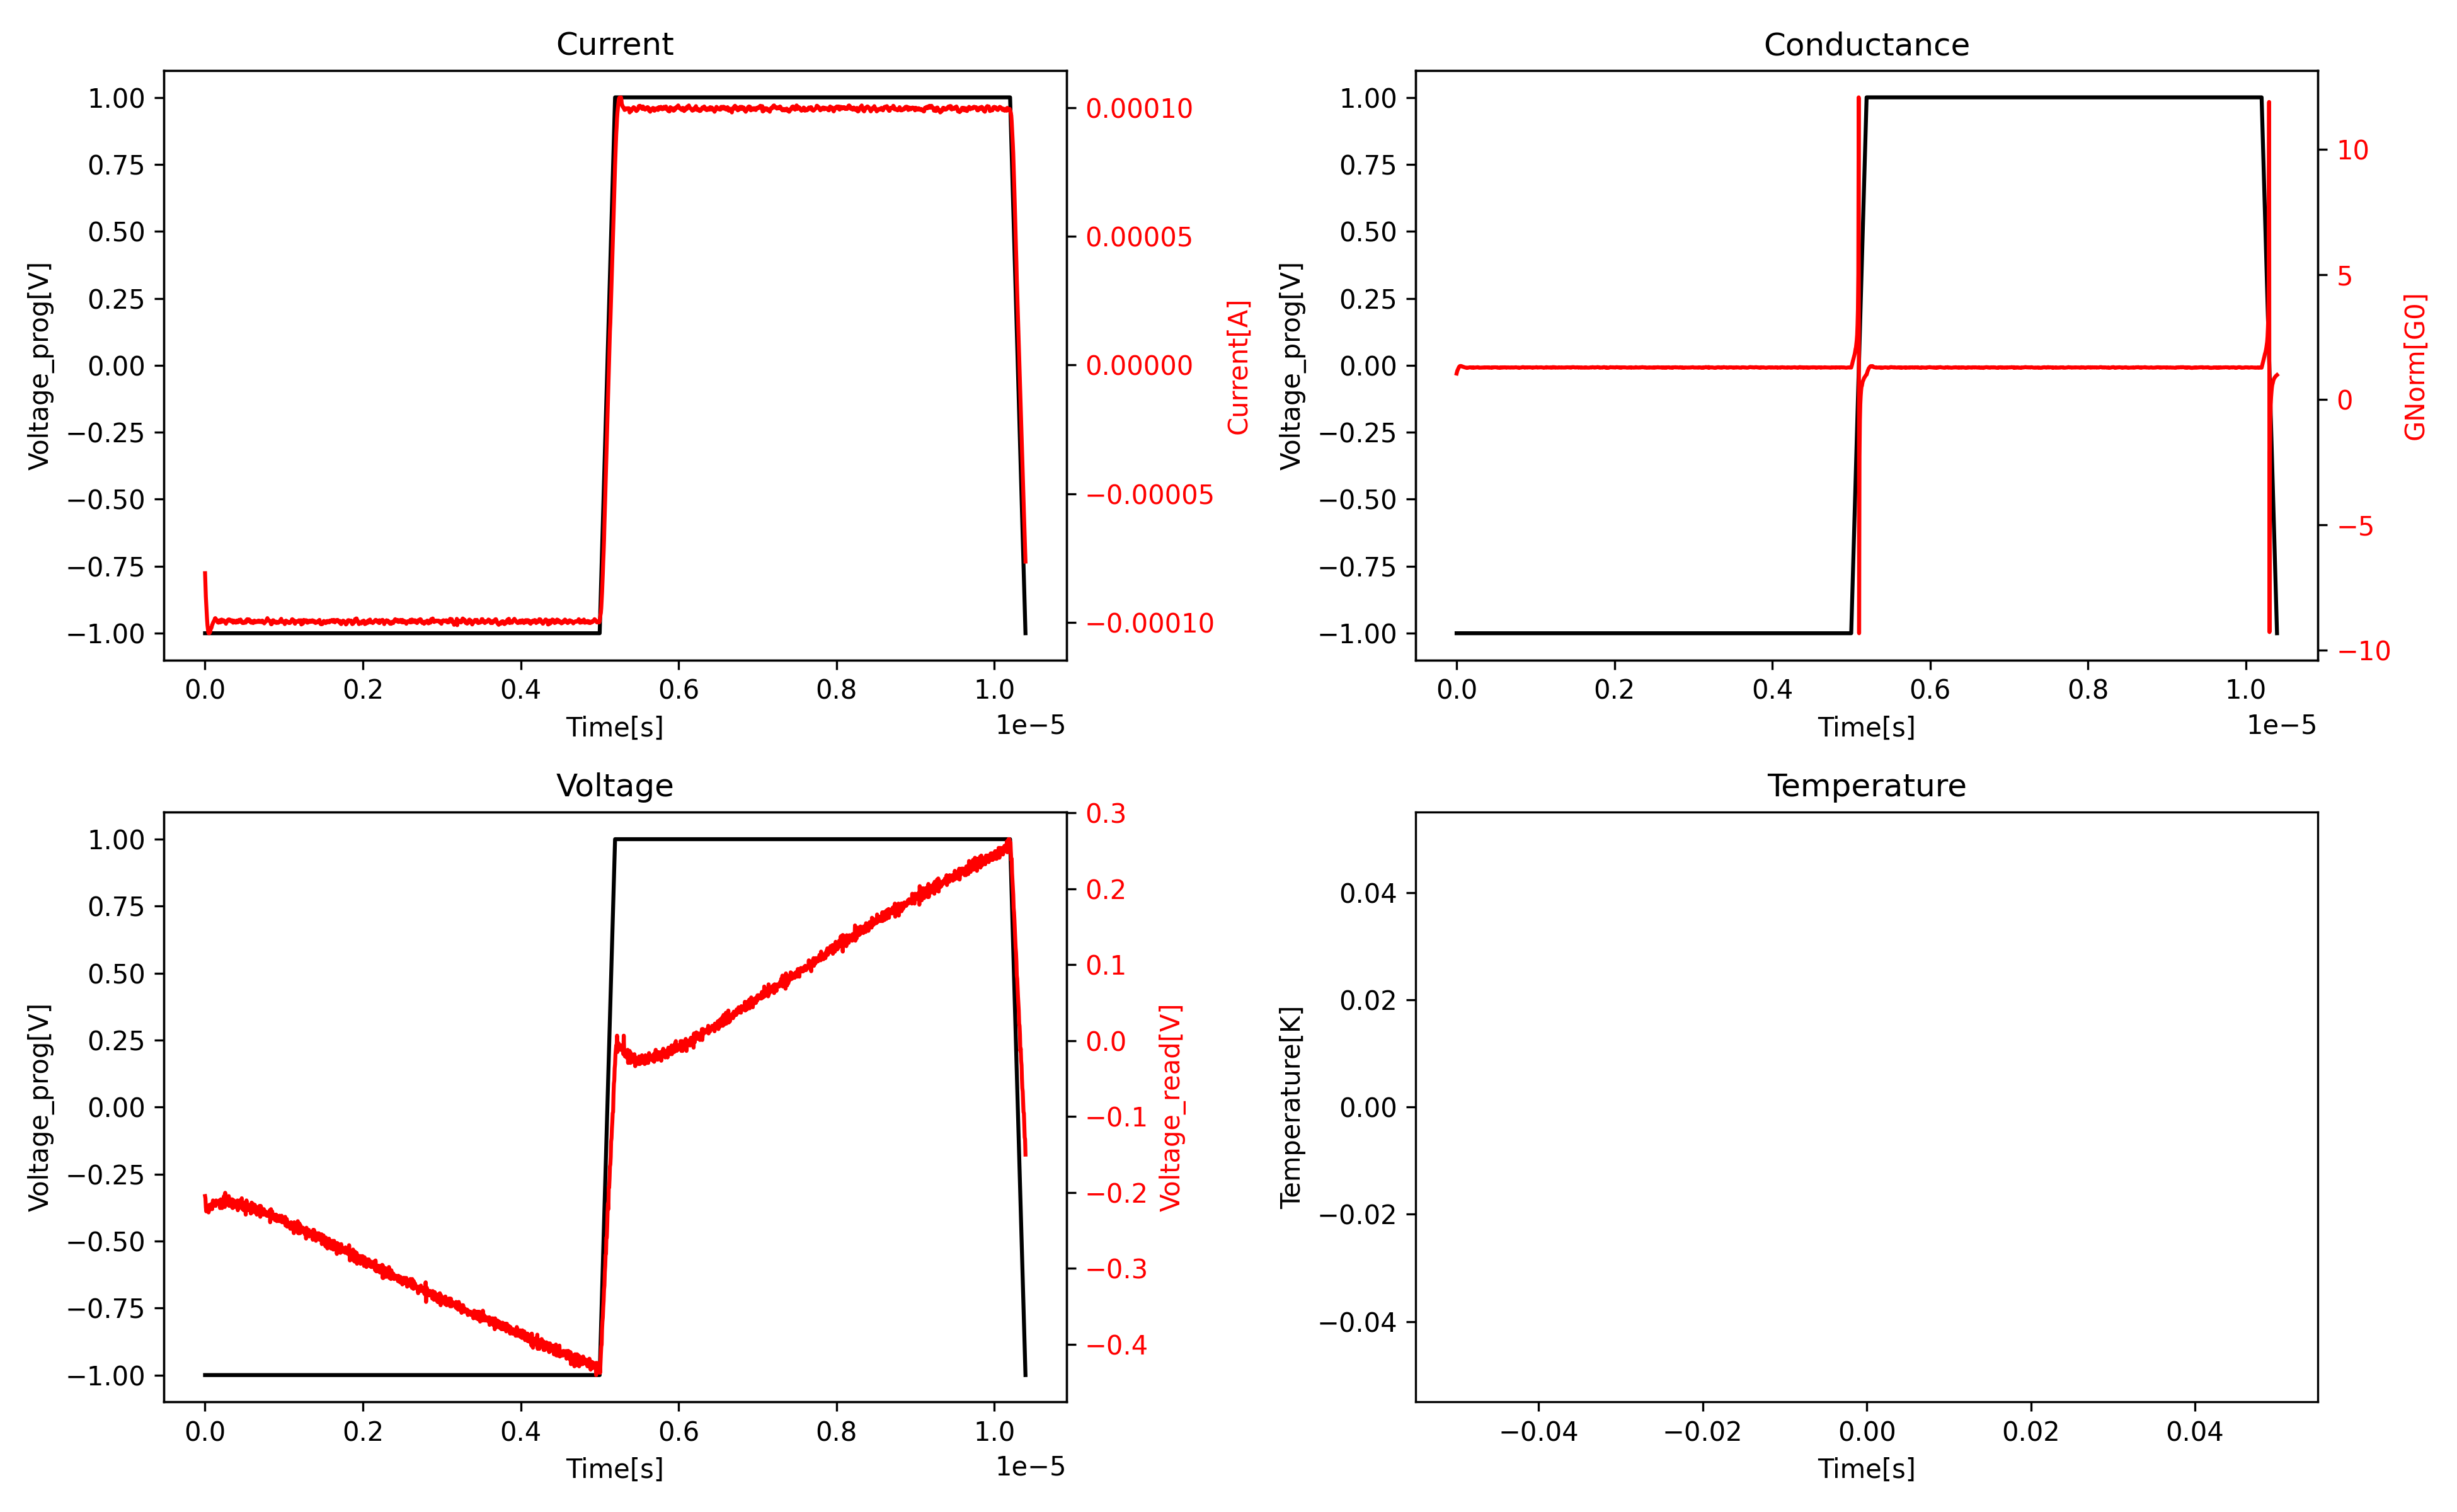 Current
1.00
0.75
0.50
0.25
0.00
−0.25
−0.50
−0.75
−1.00
Voltage_prog[V]
0.00010
0.00005
0.00000
−0.00005
−0.00010
Current[A]
0.0 0.2 0.4 0.6 0.8 1.0
1e−5
Time[s]
Conductance
1.00
0.75
0.50
0.25
0.00
−0.25
−0.50
−0.75
−1.00
Voltage_prog[V]
10
5
0
−5
−10
GNorm[G0]
0.0 0.2 0.4 0.6 0.8 1.0
1e−5
Time[s]
Voltage
1.00
0.75
0.50
0.25
0.00
−0.25
−0.50
−0.75
−1.00
Voltage_prog[V]
0.3
0.2
0.1
0.0
−0.1
−0.2
−0.3
−0.4
Voltage_read[V]
0.0 0.2 0.4 0.6 0.8 1.0
1e−5
Time[s]
Temperature
0.04
0.02
0.00
−0.02
−0.04
Temperature[K]
−0.04 −0.02 0.00 0.02 0.04
Time[s]